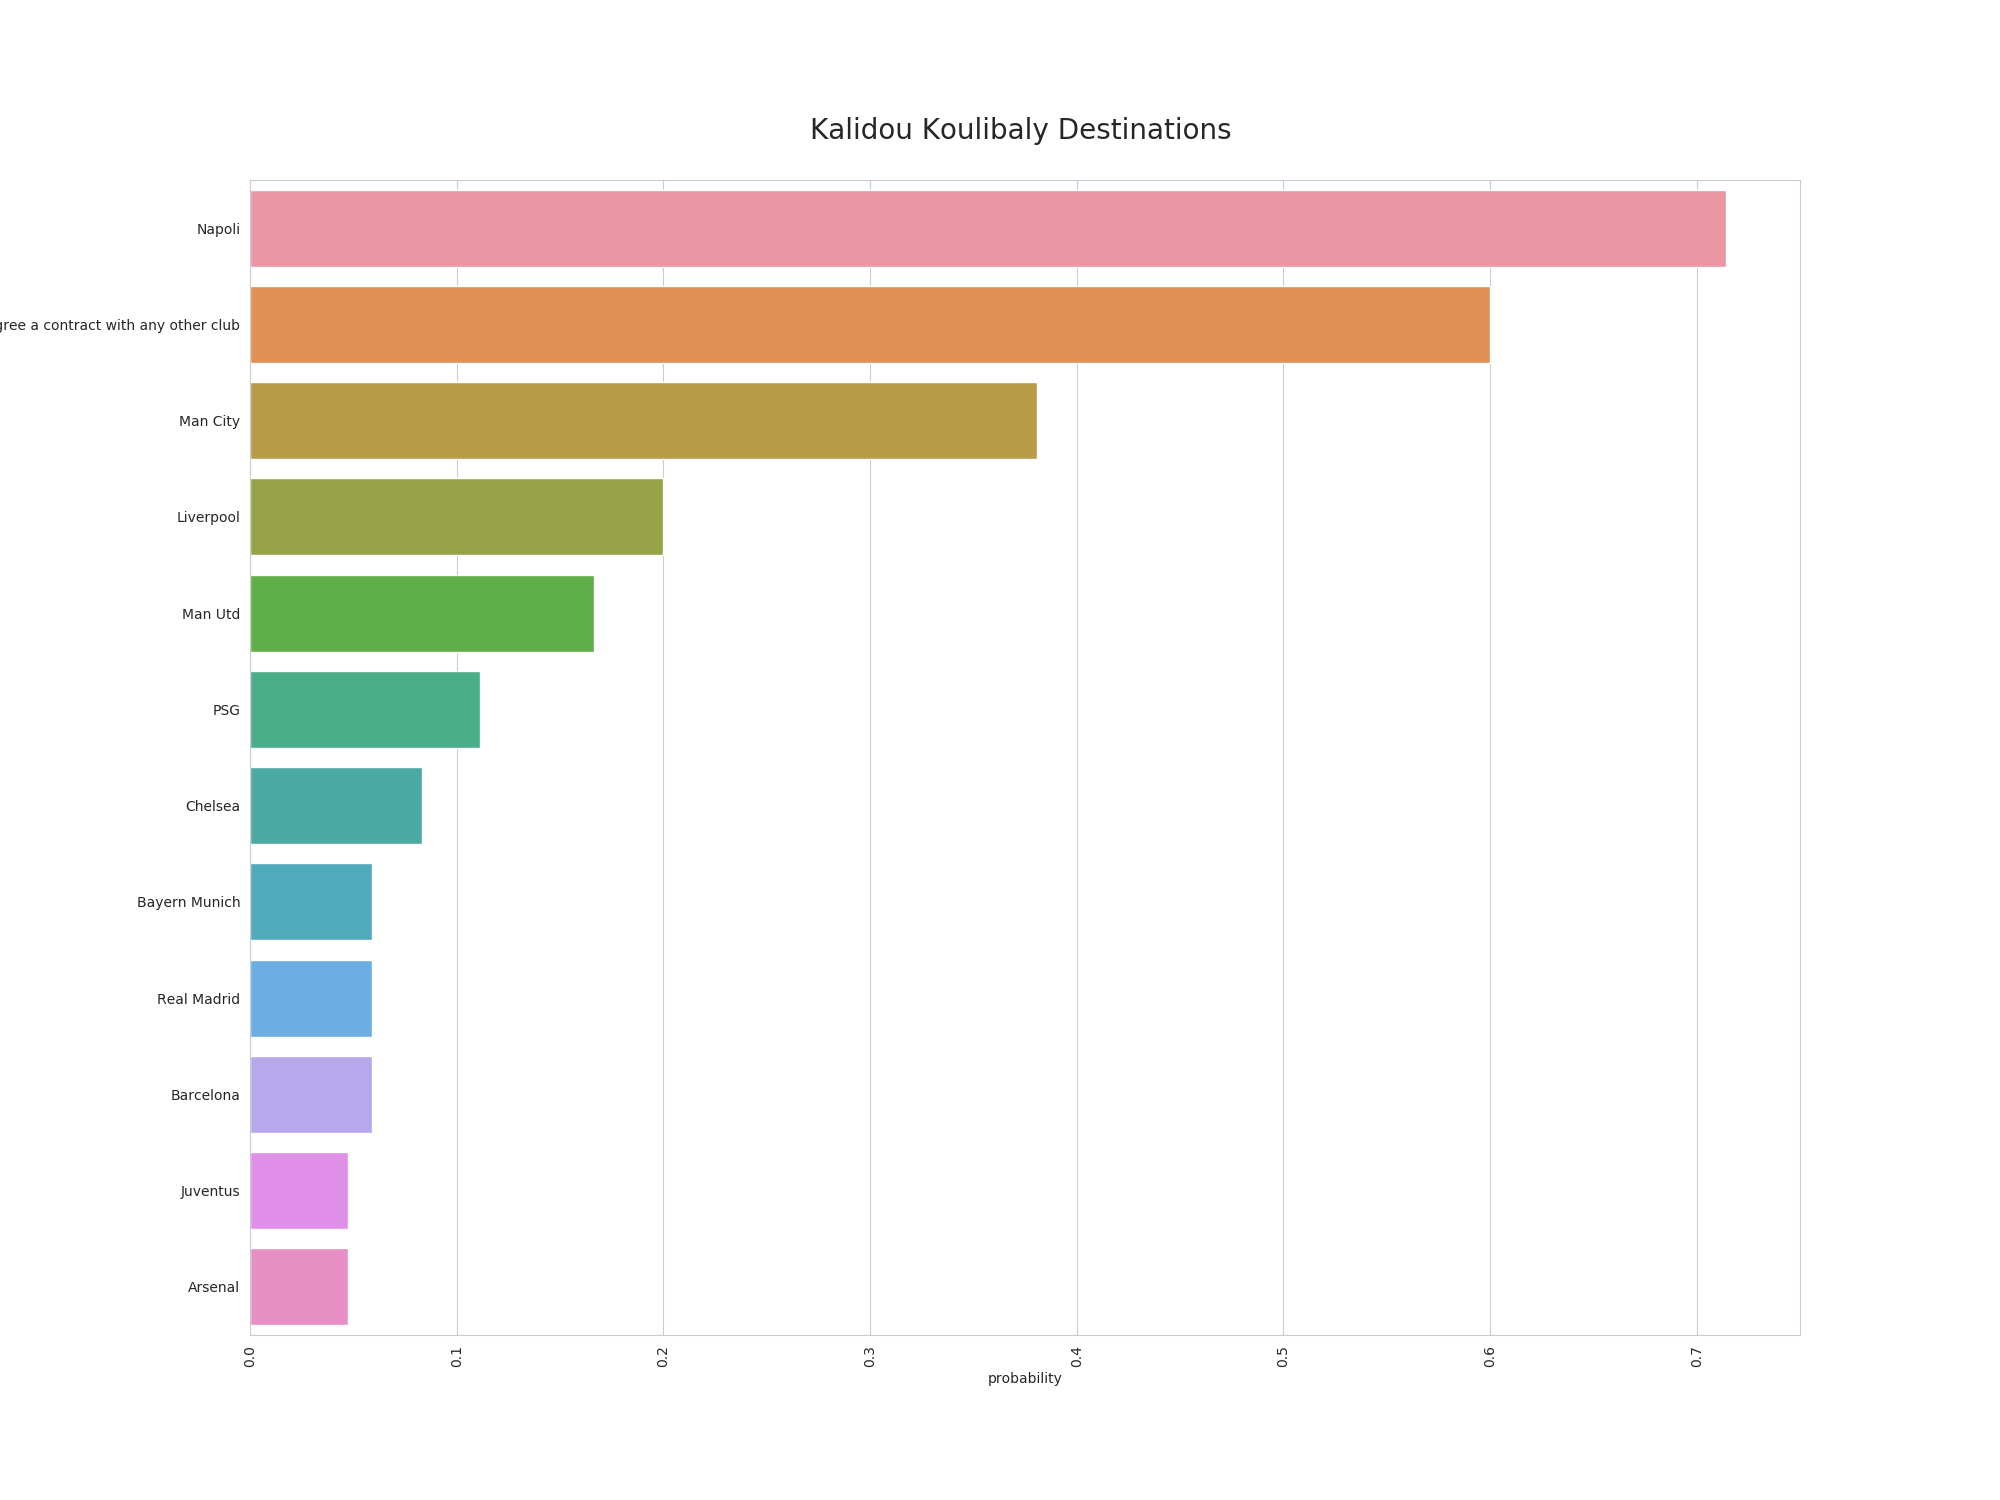 Kalidou Koulibaly Destinations
Napoli
a contract with any other club
Man City
Liverpool
Man Utd
PSG
Chelsea
Bayern Munich
Real Madrid
Barcelona
Juventus
Arsenal
0.0 0.1 0.2 0.3 0.4 0.5 0.6 0.7
probability